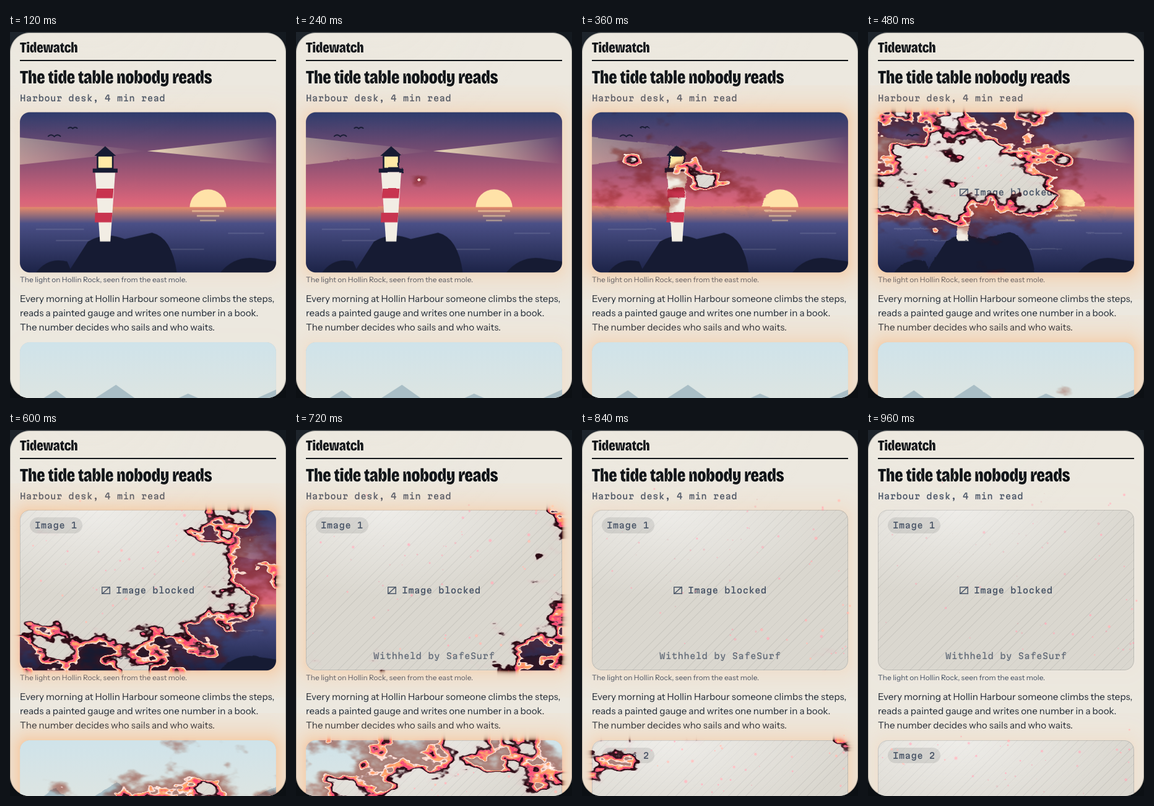 t = 120 ms
Tidewatch
The tide table nobody reads
Harbour desk, 4 min read
The light on Hollin Rock, seen from the east mole.
Every morning at Hollin Harbour someone climbs the steps,
reads a painted gauge and writes one number in a book.
The number decides who sails and who waits.
t = 240 ms
Tidewatch
The tide table nobody reads
Harbour desk, 4 min read
The light on Hollin Rock, seen from the east mole.
Every morning at Hollin Harbour someone climbs the steps,
reads a painted gauge and writes one number in a book.
The number decides who sails and who waits.
t = 360 ms
Tidewatch
The tide table nobody reads
Harbour desk, 4 min read
The light on Hollin Rock, seen from the east mole.
Every morning at Hollin Harbour someone climbs the steps,
reads a painted gauge and writes one number in a book.
The number decides who sails and who waits.
t = 480 ms
Tidewatch
The tide table nobody reads
Harbour desk, 4 min read
Image blocked
The light on Hollin Rock, seen from the east mole.
Every morning at Hollin Harbour someone climbs the steps,
reads a painted gauge and writes one number in a book.
The number decides who sails and who waits.
t = 600 ms
Tidewatch
The tide table nobody reads
Harbour desk, 4 min read
Image 1
Image blocked
The light on Hollin Rock, seen from the east mole.
Every morning at Hollin Harbour someone climbs the steps,
reads a painted gauge and writes one number in a book.
The number decides who sails and who waits.
t = 720 ms
Tidewatch
The tide table nobody reads
Harbour desk, 4 min read
Image 1
Image blocked
Withheld by SafeSurf
The light on Hollin Rock, seen from the east mole.
Every morning at Hollin Harbour someone climbs the steps,
reads a painted gauge and writes one number in a book.
The number decides who sails and who waits.
t = 840 ms
Tidewatch
The tide table nobody reads
Harbour desk, 4 min read
Image 1
Image blocked
Withheld by SafeSurf
The light on Hollin Rock, seen from the east mole.
Every morning at Hollin Harbour someone climbs the steps,
reads a painted gauge and writes one number in a book.
The number decides who sails and who waits.
2
t = 960 ms
Tidewatch
The tide table nobody reads
Harbour desk, 4 min read
Image 1
Image blocked
Withheld by SafeSurf
The light on Hollin Rock, seen from the east mole.
Every morning at Hollin Harbour someone climbs the steps,
reads a painted gauge and writes one number in a book.
The number decides who sails and who waits.
Image 2